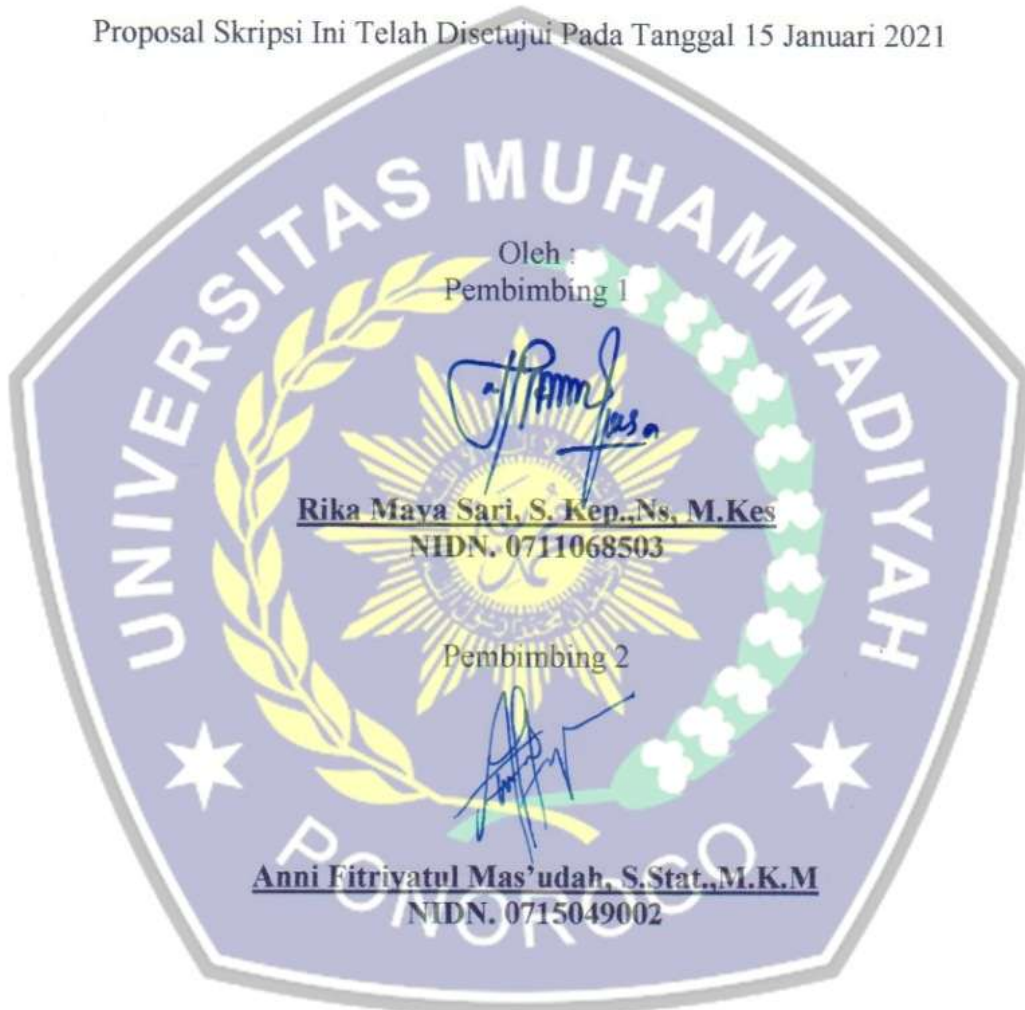 Proposal Skripsi Ini Telah Disetujui Pada Tanggal 15 Januari 2021
UNIVERSITAS MUHAMMADIYAH
Oleh :
Pembimbing 1
Rika Maya Sari, S. Kep.,Ns, M.Kes
NIDN. 0711068503
Pembimbing 2
Anni Fitriyatul Mas'udah, S.Stat.,M.K.M
NIDN. 0715049002
PONOROGO